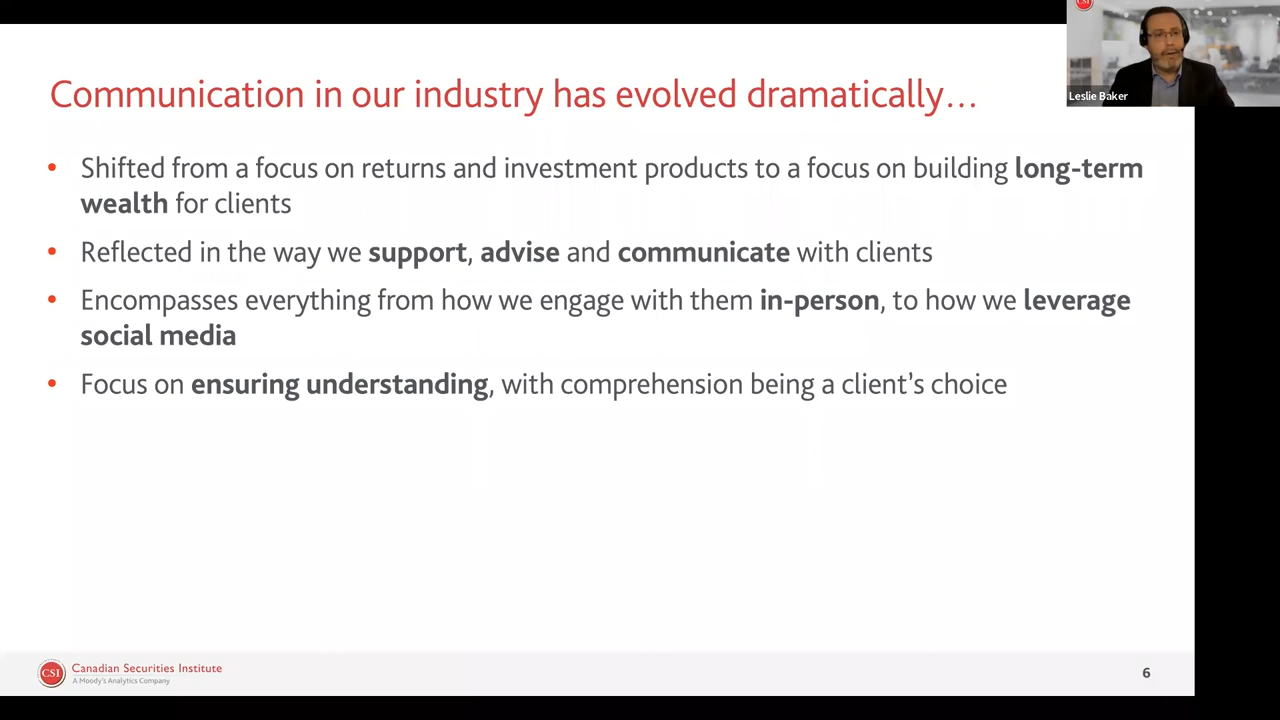 CSI
Leslie Baker
Communication in our industry has evolved dramatically…
• Shifted from a focus on returns and investment products to a focus on building long-term
wealth for clients
• Reflected in the way we support, advise and communicate with clients
• Encompasses everything from how we engage with them in-person, to how we leverage
social media
• Focus on ensuring understanding, with comprehension being a client’s choice
CSI
Canadian Securities Institute
A Moody's Analytics Company
6